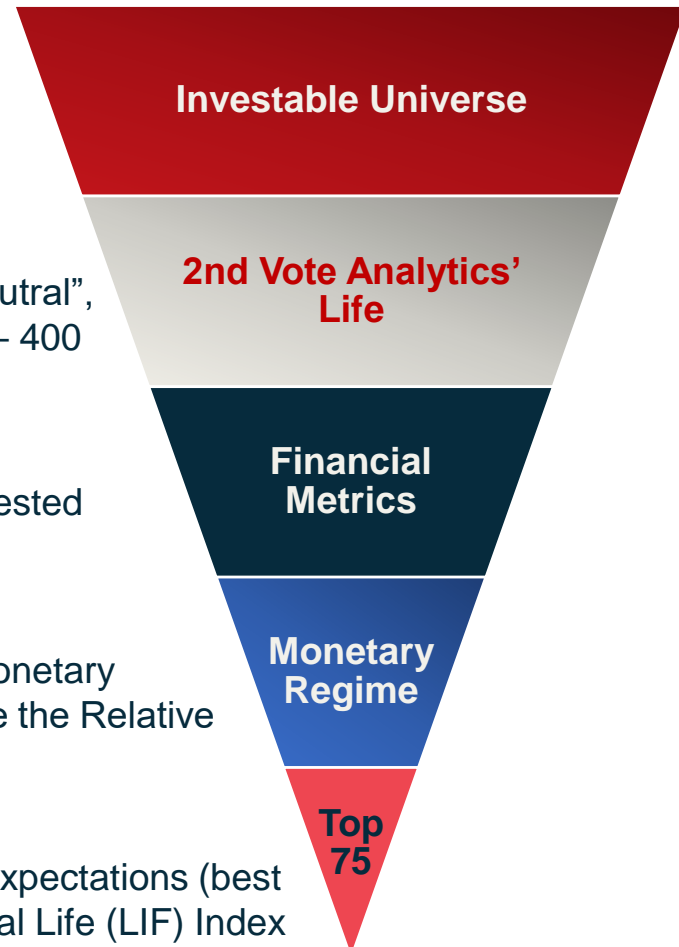 Investable Universe
2nd Vote Analytics’
Life
utral”,
– 400
Financial
Metrics
ested
Monetary
Regime
onetary
e the Relative
Top
75
xpectations (best
al Life (LIF) Index